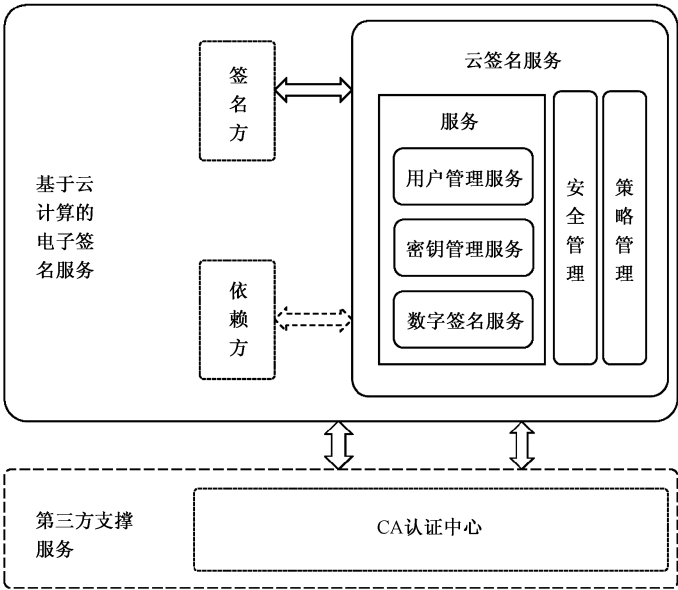 基于云
计算的
电子签
名服务
签
名
方
依
赖
方
云签名服务
服务
用户管理服务
密钥管理服务
数字签名服务
安
全
管
理
策
略
管
理
第三方支撑
服务
CA认证中心